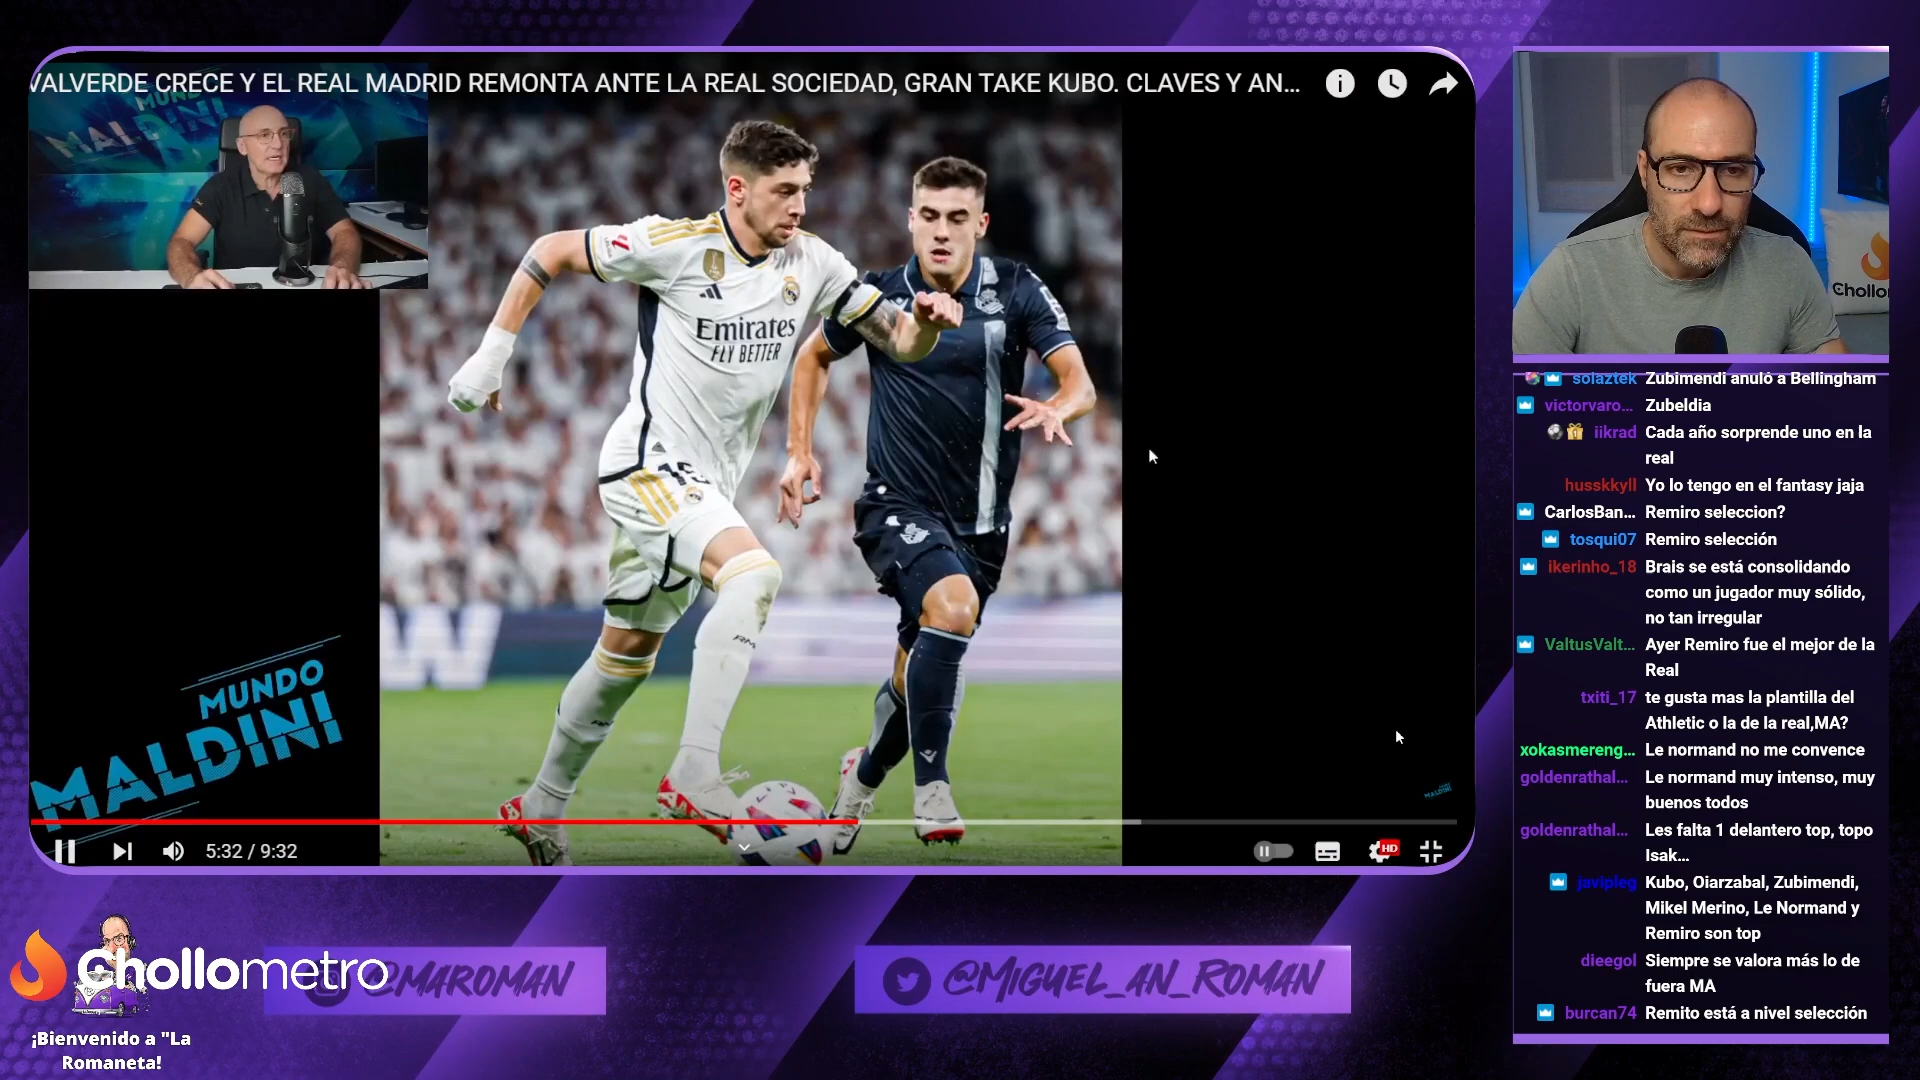 VALVERDE CRECE Y EL REAL MADRID REMONTA ANTE LA REAL SOCIEDAD, GRAN TAKE KUBO. CLAVES Y AN...
MUNDO
MALDINI
Emirates
FLY BETTER
15
RM
MUNDO
MALDINI
MALDINI
5:32 / 9:32
HD
Chollo
solaztek Zubimendi anuló a Bellingham
victorvaro... Zubeldia
iikrad Cada año sorprende uno en la
real
husskkyll Yo lo tengo en el fantasy jaja
CarlosBan... Remiro seleccion?
tosqui07 Remiro selección
ikerinho_18 Brais se está consolidando
como un jugador muy sólido,
no tan irregular
ValtusValt... Ayer Remiro fue el mejor de la
Real
txiti_17 te gusta mas la plantilla del
Athletic o la de la real,MA?
xokasmereng... Le normand no me convence
goldenrathal... Le normand muy intenso, muy
buenos todos
goldenrathal... Les falta 1 delantero top, topo
Isak...
javipleg Kubo, Oiarzabal, Zubimendi,
Mikel Merino, Le Normand y
Remiro son top
dieegol Siempre se valora más lo de
fuera MA
burcan74 Remito está a nivel selección
Chollometro
@MAROMAN
@MIGUEL_AN_ROMAN
¡Bienvenido a "La
Romaneta!